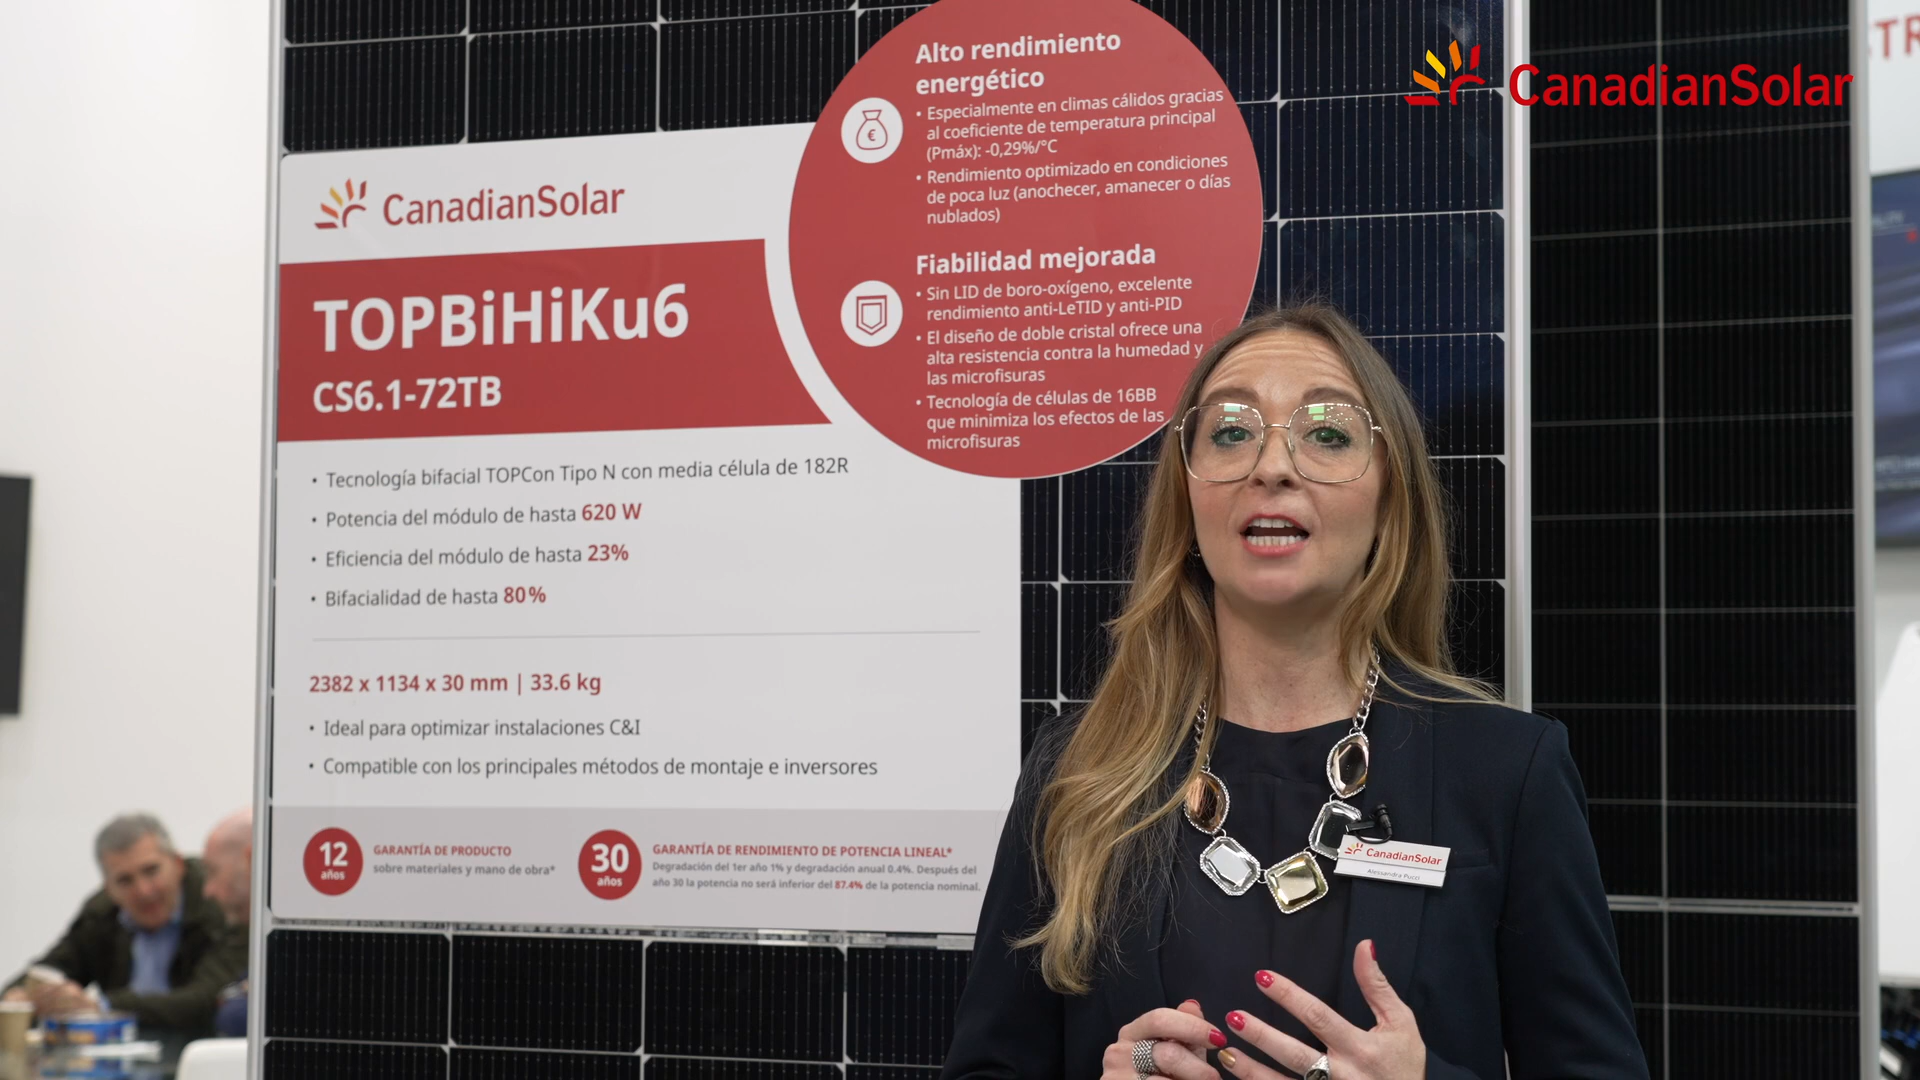 CanadianSolar
Alto rendimiento
energético
• Especialmente en climas cálidos gracias
al coeficiente de temperatura principal
(Pmáx): -0,29%/°C
• Rendimiento optimizado en condiciones
de poca luz (anochecer, amanecer o días
nublados)
Fiabilidad mejorada
• Sin LID de boro-oxígeno, excelente
rendimiento anti-LeTID y anti-PID
• El diseño de doble cristal ofrece una
alta resistencia contra la humedad y
las microfisuras
• Tecnología de células de 16BB
que minimiza los efectos de las
microfisuras
CanadianSolar
TOPBiHiKu6
CS6.1-72TB
• Tecnología bifacial TOPCon Tipo N con media célula de 182R
• Potencia del módulo de hasta 620 W
• Eficiencia del módulo de hasta 23%
• Bifacialidad de hasta 80%
2382 x 1134 x 30 mm | 33.6 kg
• Ideal para optimizar instalaciones C&I
• Compatible con los principales métodos de montaje e inversores
12
años
GARANTÍA DE PRODUCTO
sobre materiales y mano de obra*
30
años
GARANTÍA DE RENDIMIENTO DE POTENCIA LINEAL*
Degradación del 1er año 1% y degradación anual 0.4%. Después del
año 30 la potencia no será inferior del 87.4% de la potencia nominal.
CanadianSolar
Alessandra Pucci
STR